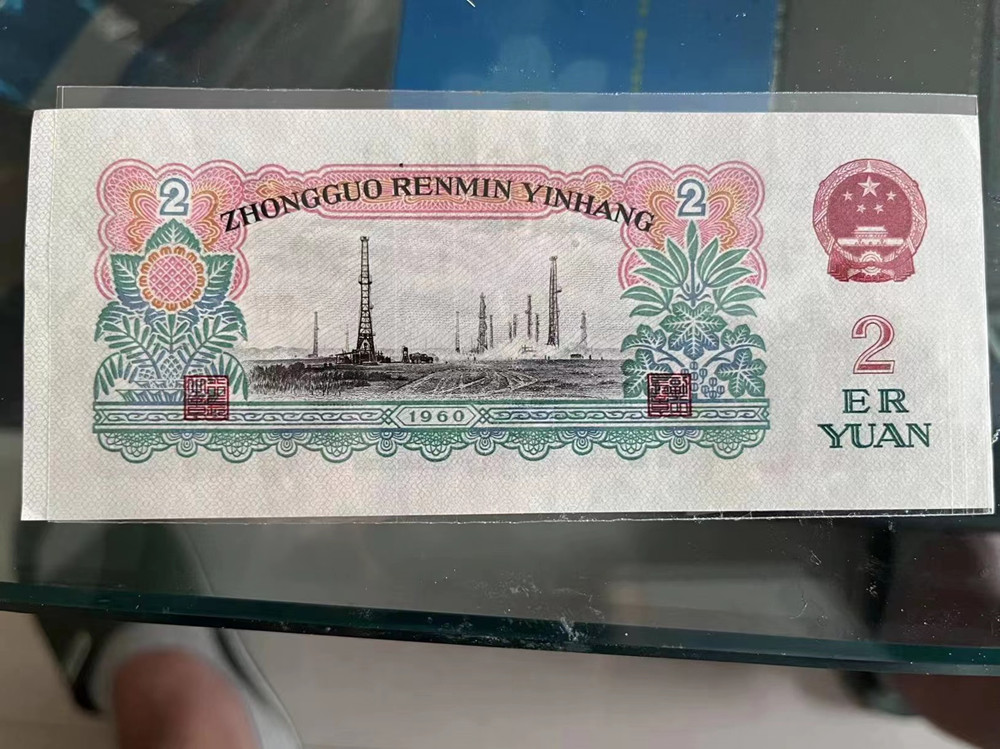 2
ZHONGGUO RENMIN YINHANG
2
1960
2
ER
YUAN